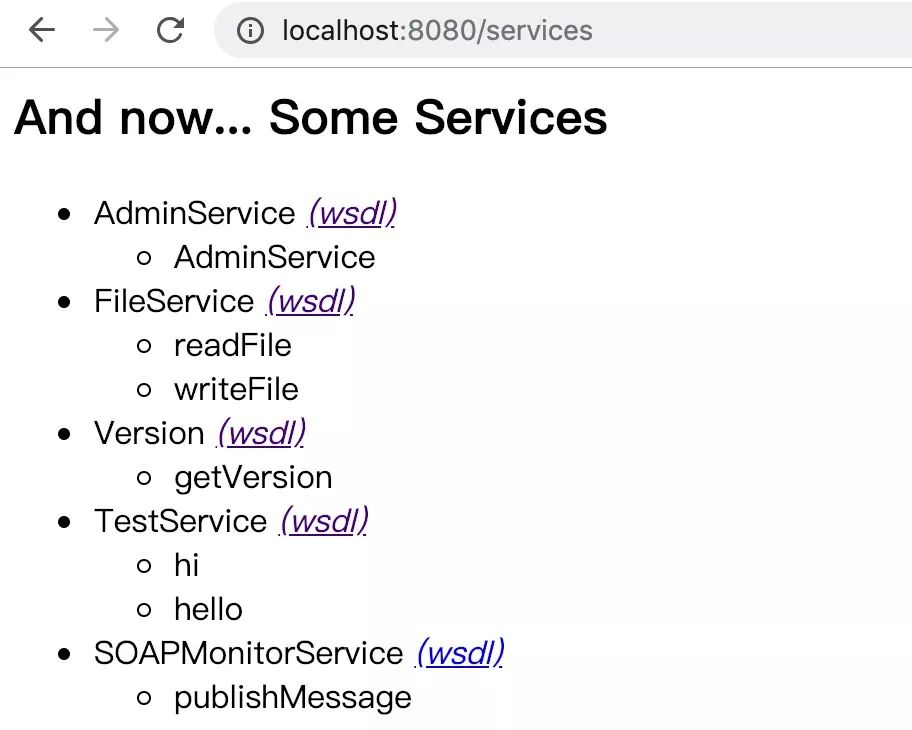 localhost:8080/services
And now... Some Services
AdminService (wsdl)
AdminService
FileService (wsdl)
readFile
writeFile
Version (wsdl)
getVersion
TestService (wsdl)
hi
hello
SOAPMonitorService (wsdl)
publishMessage